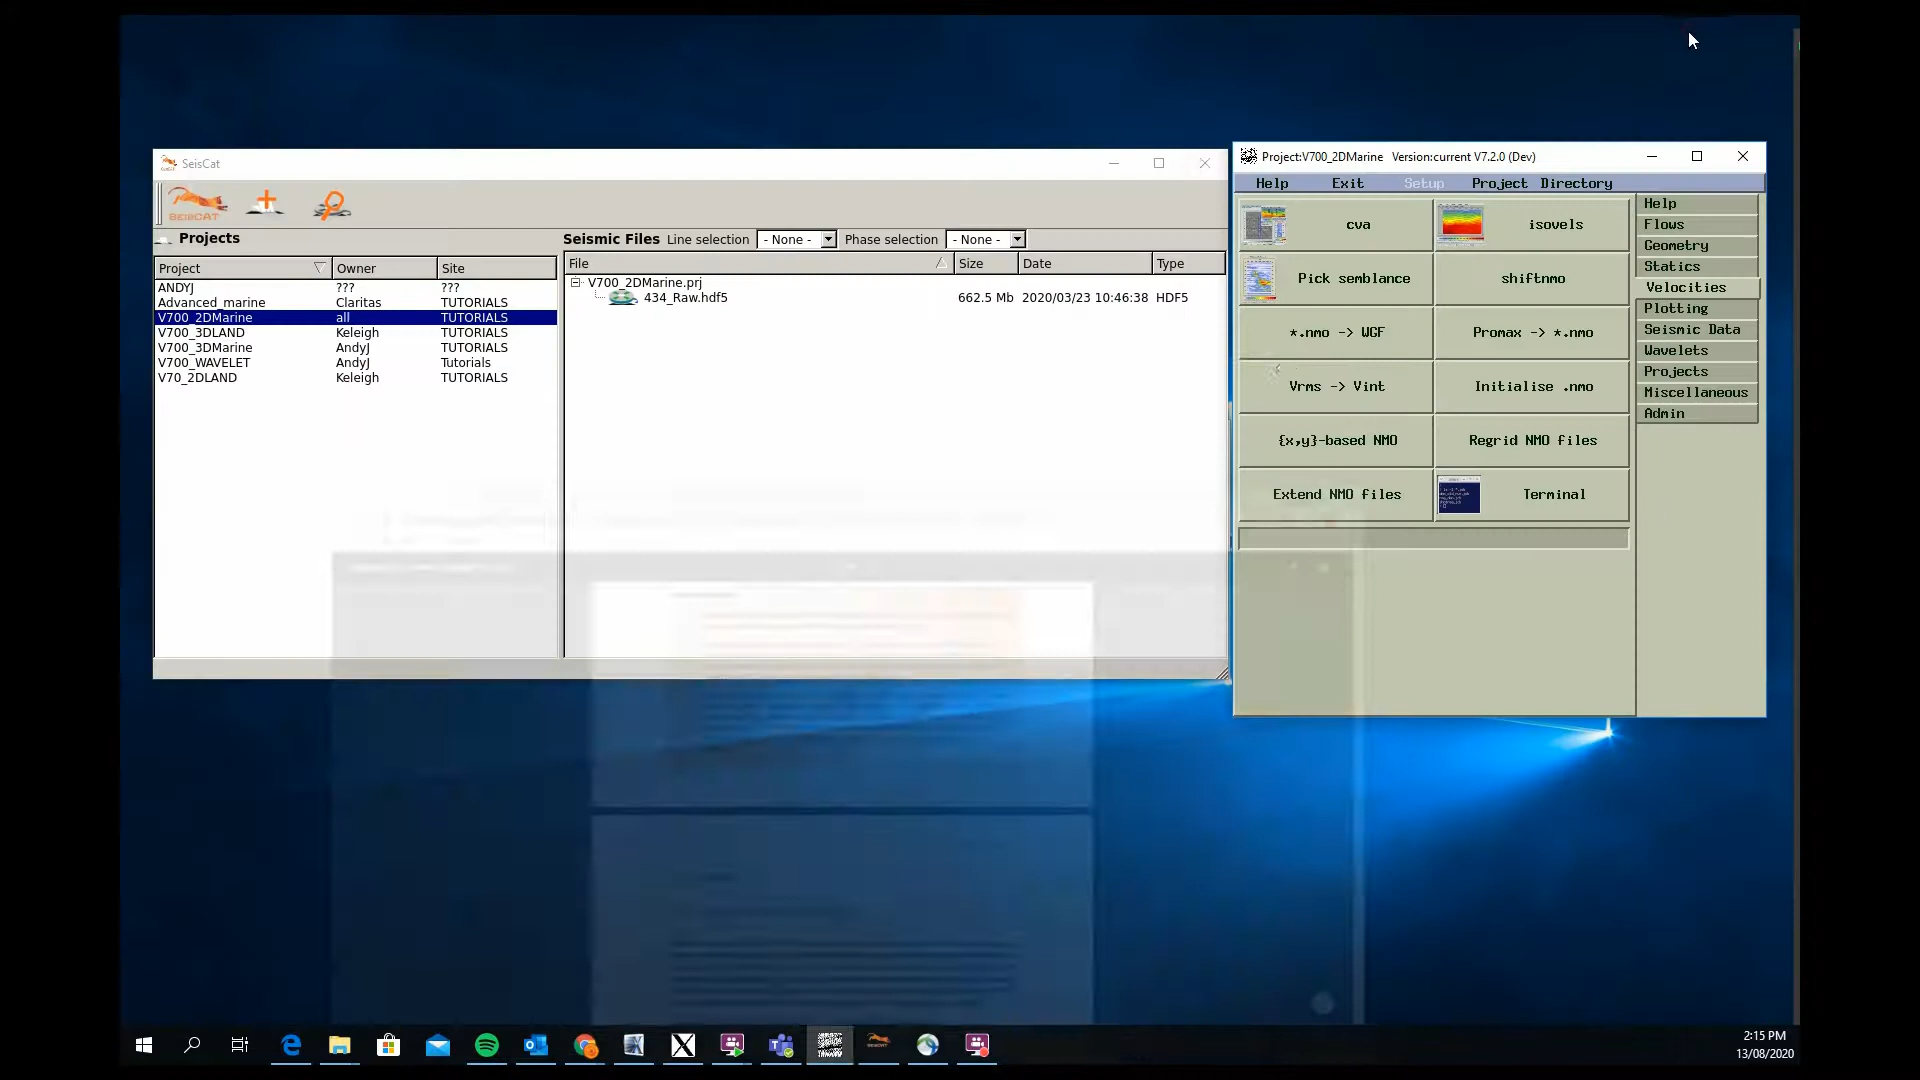 SeisCat
SEISCAT
Projects
Project Owner Site
ANDYJ ??? ???
Advanced_marine Claritas TUTORIALS
V700_2DMarine all TUTORIALS
V700_3DLAND Keleigh TUTORIALS
V700_3DMarine AndyJ TUTORIALS
V700_WAVELET AndyJ Tutorials
V70_2DLAND Keleigh TUTORIALS
Seismic Files Line selection - None - Phase selection - None -
File Size Date Type
V700_2DMarine.prj
434_Raw.hdf5 662.5 Mb 2020/03/23 10:46:38 HDF5
Project:V700_2DMarine Version:current V7.2.0 (Dev)
Help Exit Setup Project Directory
cva isovels
Pick semblance shiftnmo
*.nmo -> WGF Promax -> *.nmo
Vrms -> Vint Initialise .nmo
{x,y}-based NMO Regrid NMO files
Extend NMO files Terminal
Help
Flows
Geometry
Statics
Velocities
Plotting
Seismic Data
Wavelets
Projects
Miscellaneous
Admin
2:15 PM
13/08/2020